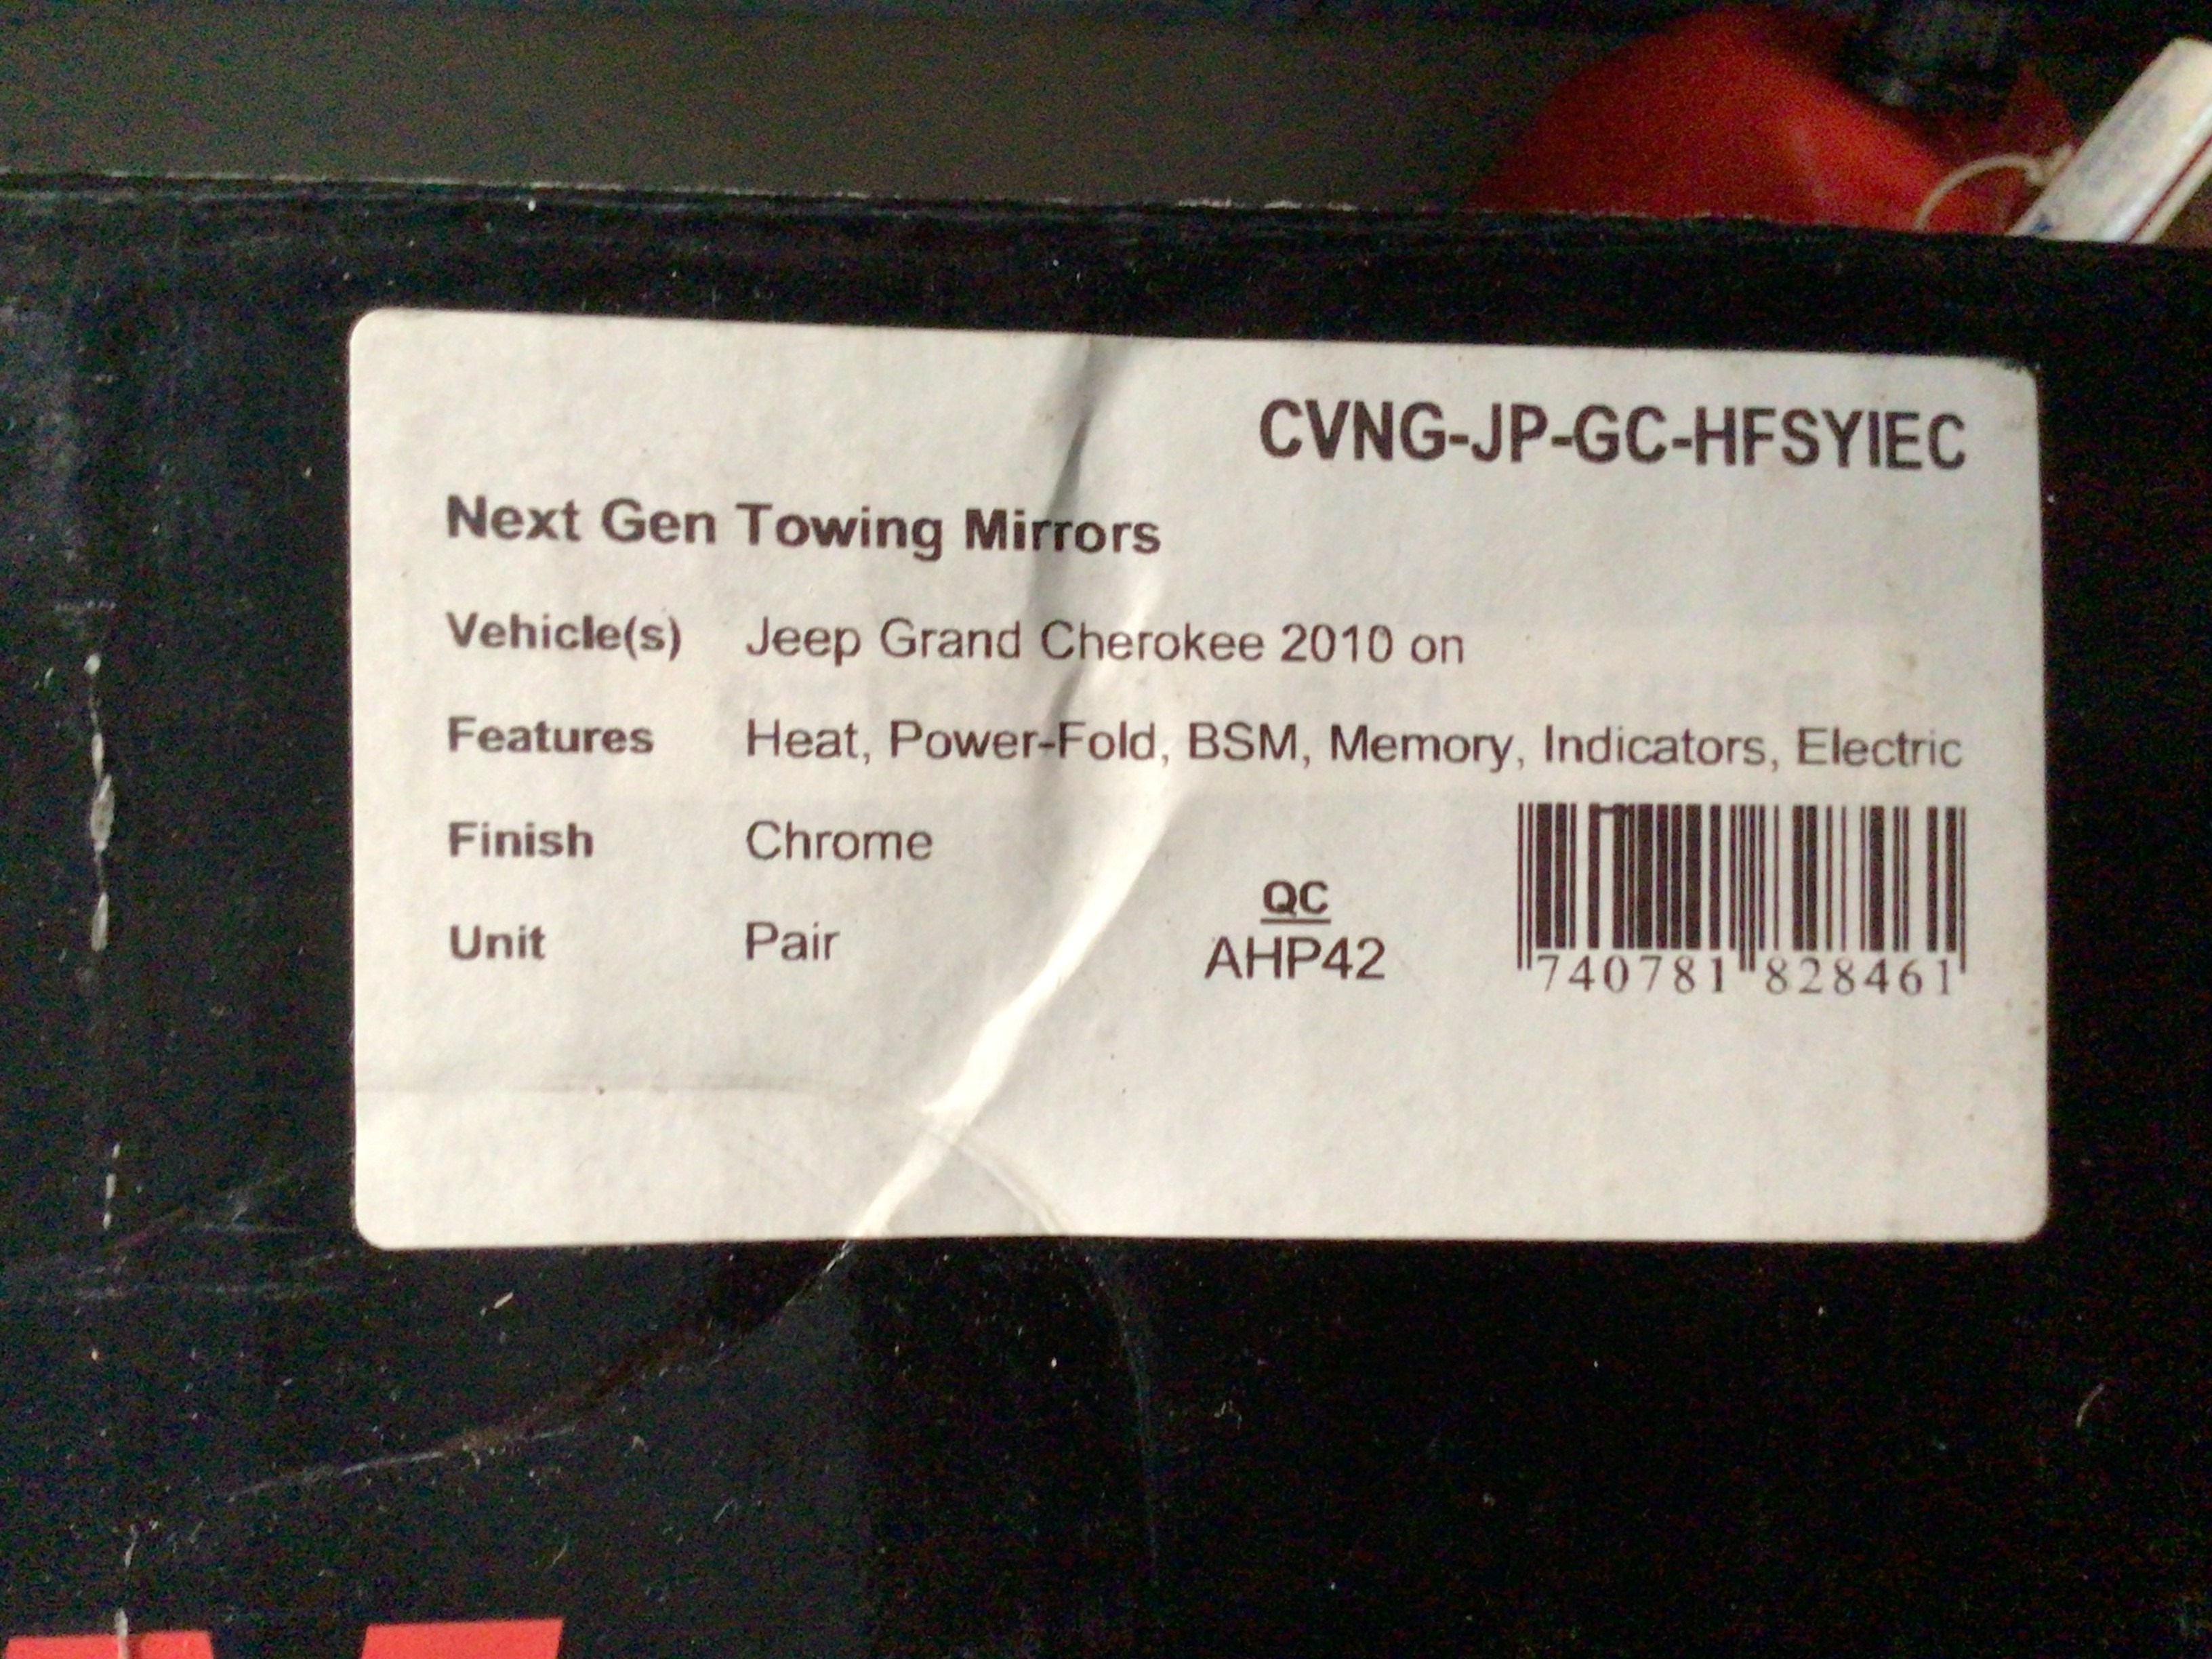 CVNG-JP-GC-HFSYIEC
Next Gen Towing Mirrors
Vehicle(s) Jeep Grand Cherokee 2010 on
Features Heat, Power-Fold, BSM, Memory, Indicators, Electric
Finish Chrome
Unit Pair
QC
AHP42
740781 828461